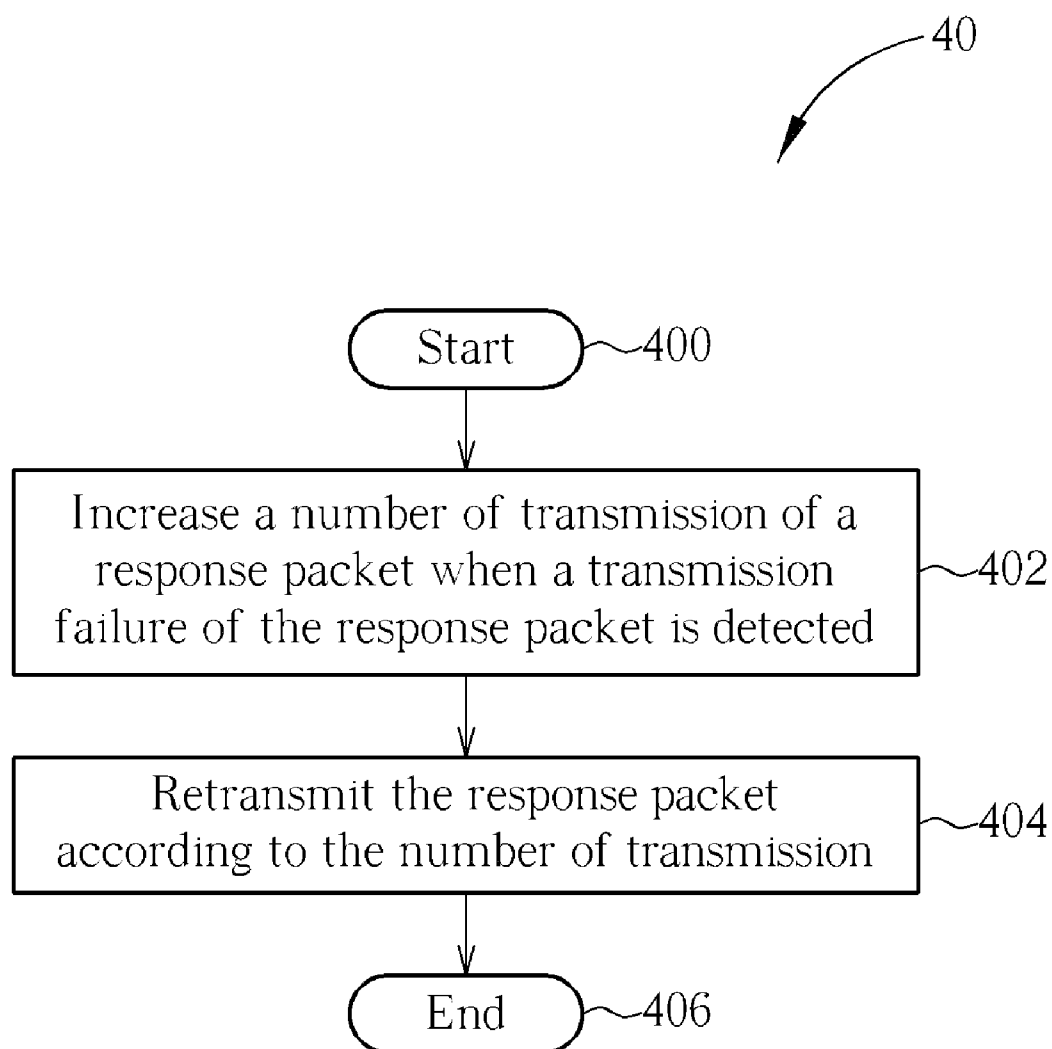 40
Start
400
Increase a number of transmission of a
response packet when a transmission
failure of the response packet is detected
402
Retransmit the response packet
according to the number of transmission
404
End
406